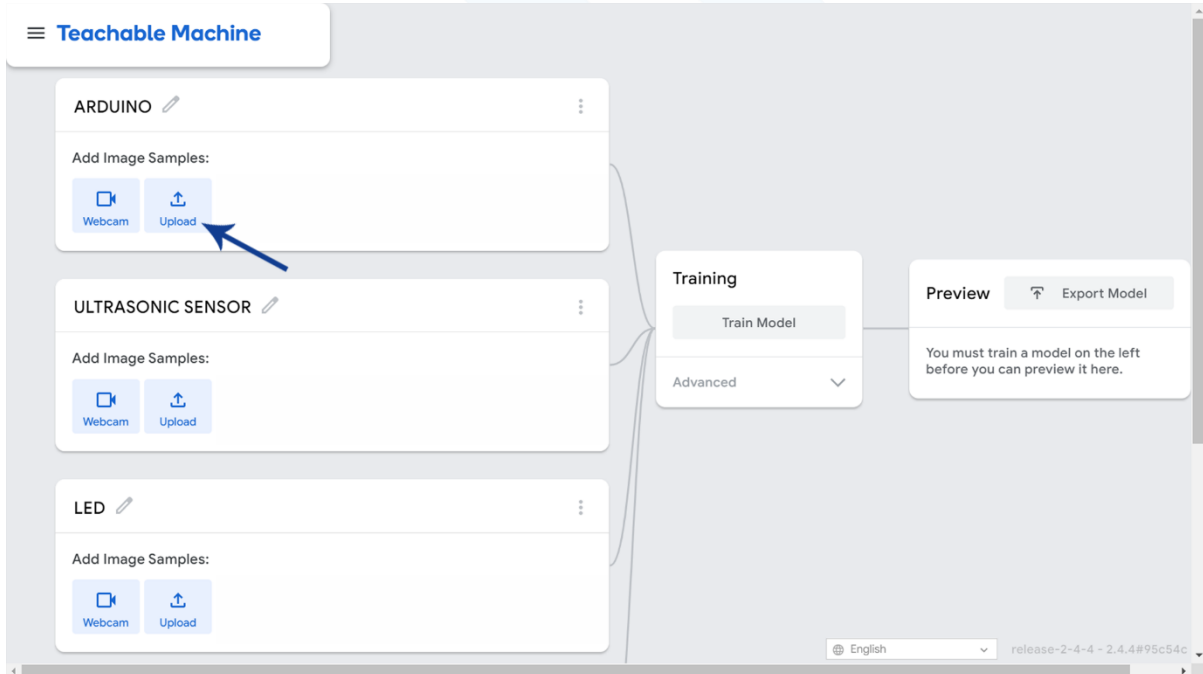 Teachable Machine
ARDUINO
Add Image Samples:
Webcam
Upload
ULTRASONIC SENSOR
Add Image Samples:
Webcam
Upload
LED
Add Image Samples:
Webcam
Upload
Training
Train Model
Advanced
Preview
Export Model
You must train a model on the left
before you can preview it here.
English
release-2-4-4 - 2.4.4#95c54c